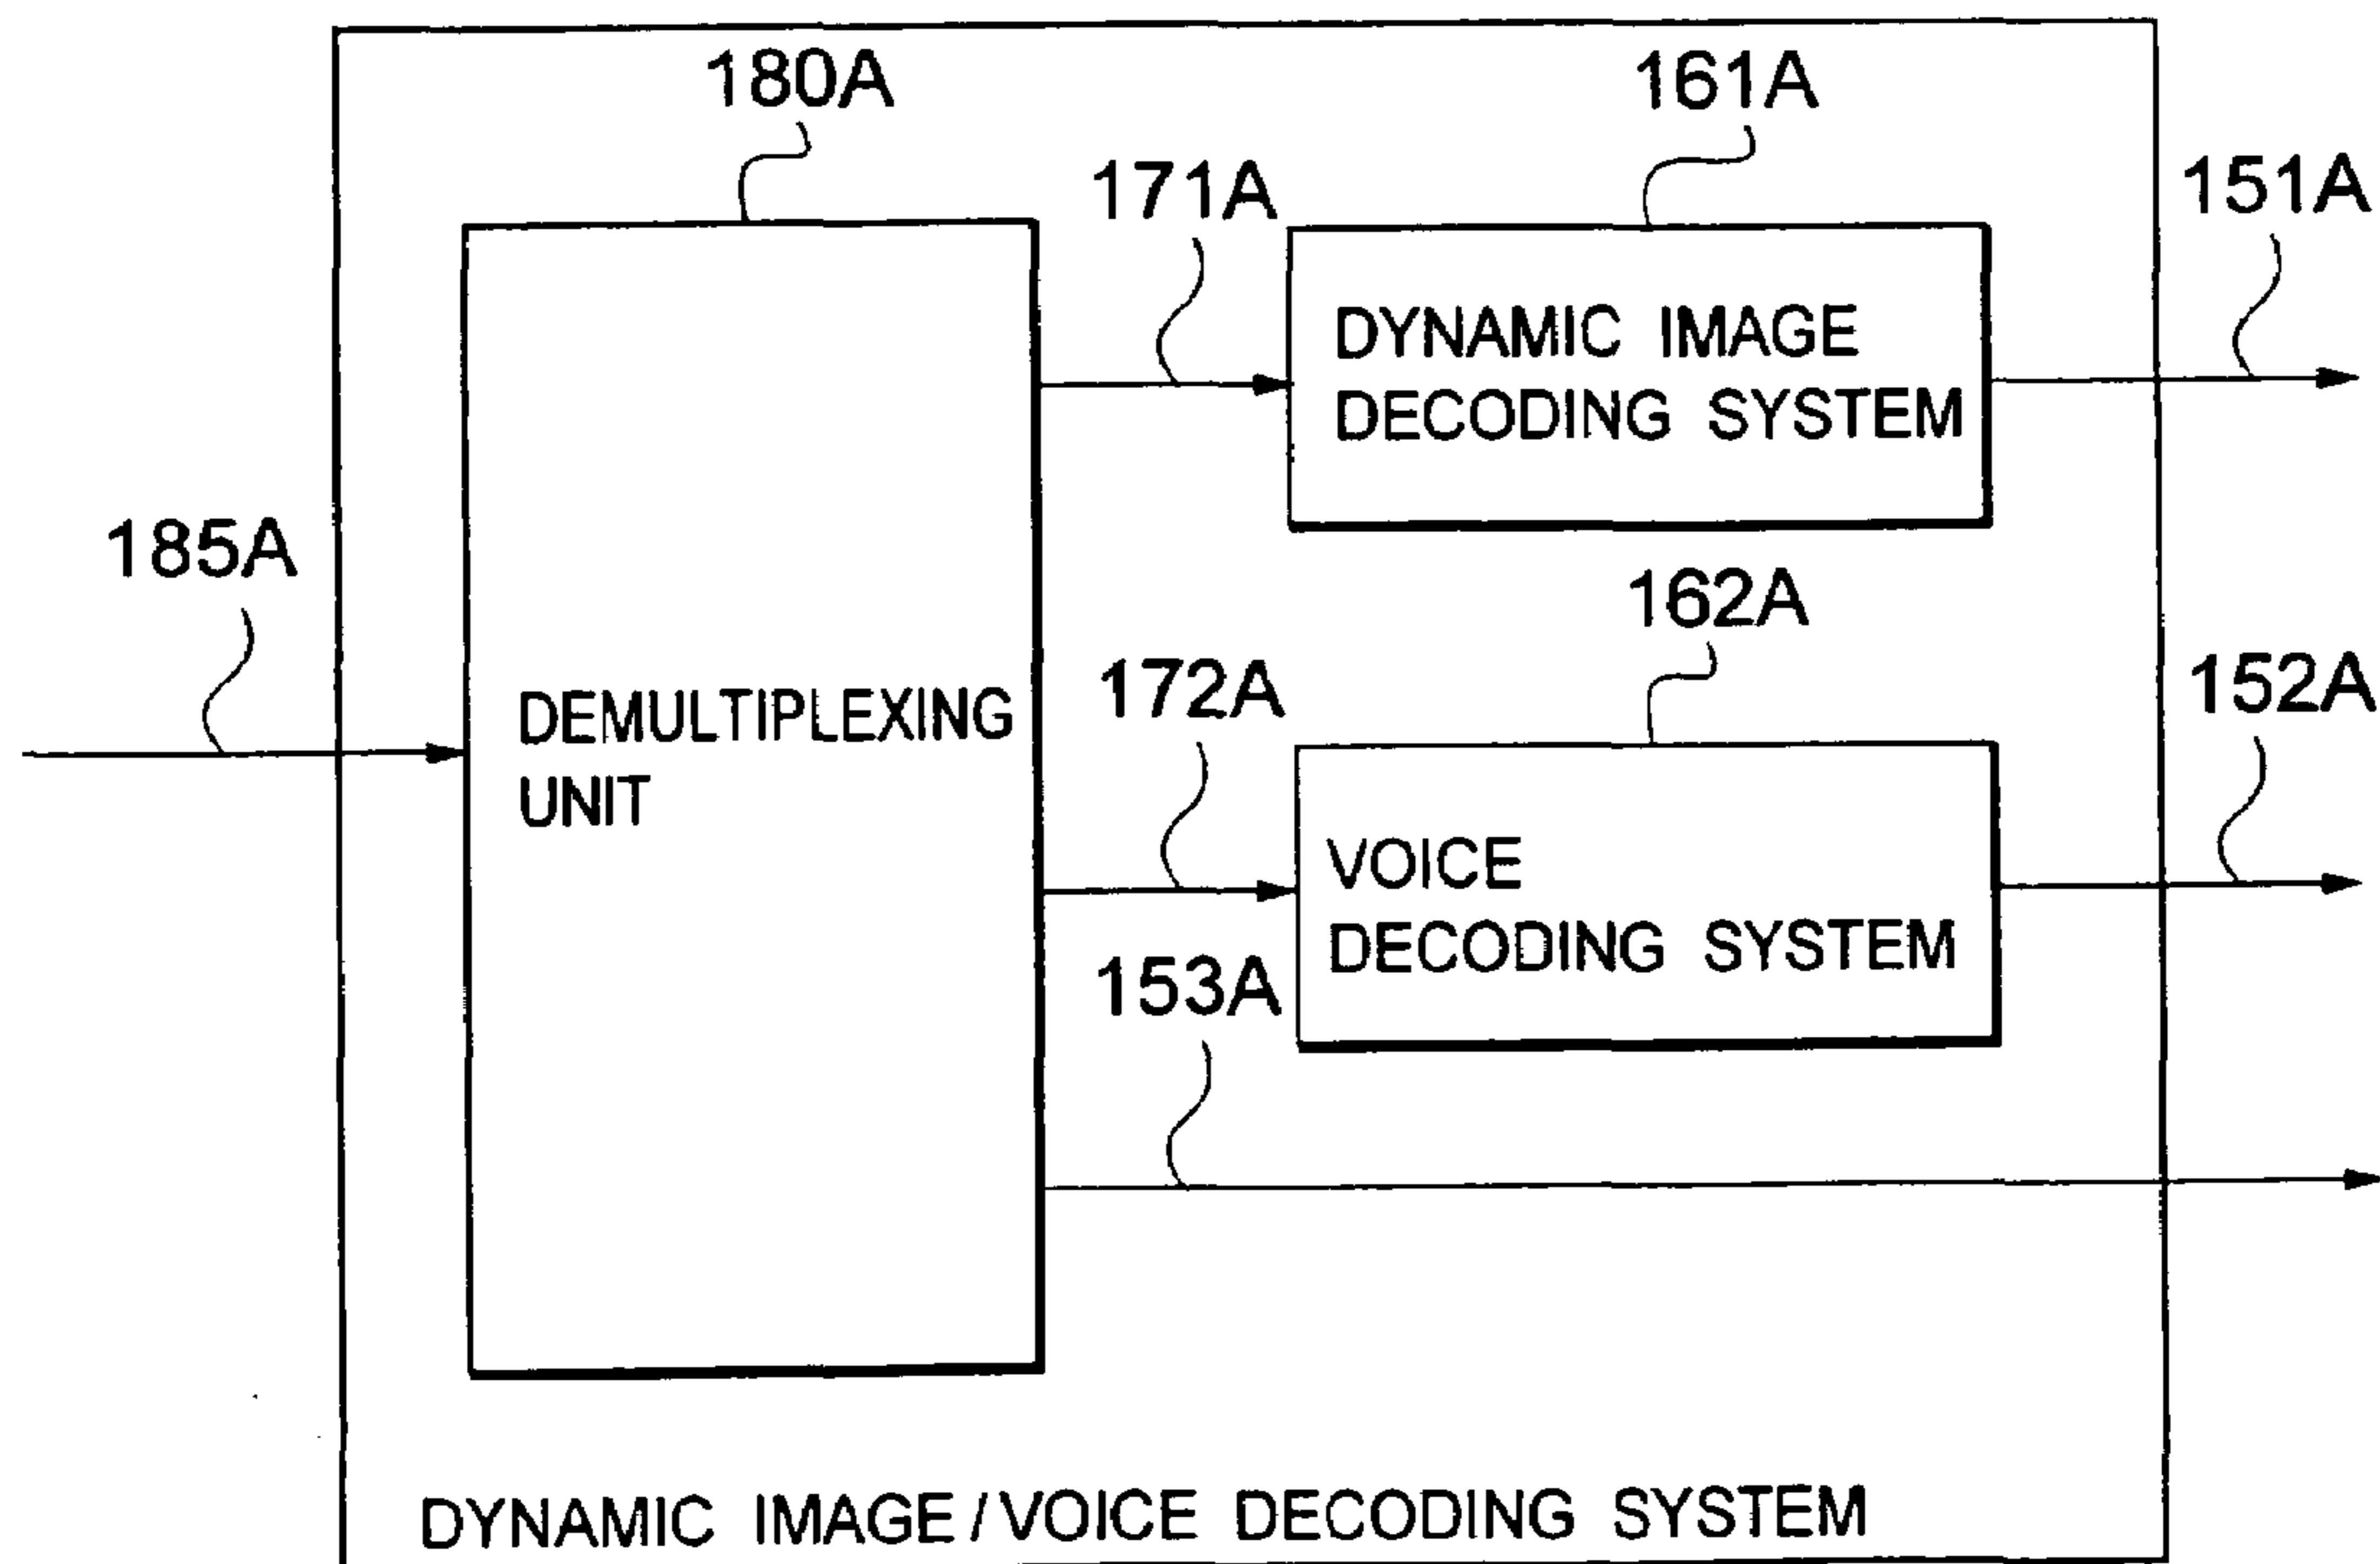 180A
161A
171A
151A
DYNAMIC IMAGE
DECODING SYSTEM
185A
162A
172A
152A
DEMULTIPLEXING
UNIT
VOICE
DECODING SYSTEM
153A
DYNAMIC IMAGE/VOICE DECODING SYSTEM